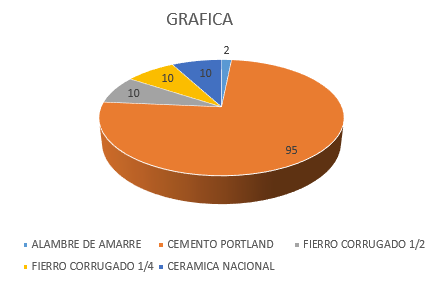 GRAFICA
2
10
10
10
95
ALAMBRE DE AMARRE CEMENTO PORTLAND FIERRO CORRUGADO 1/2
FIERRO CORRUGADO 1/4 CERAMICA NACIONAL